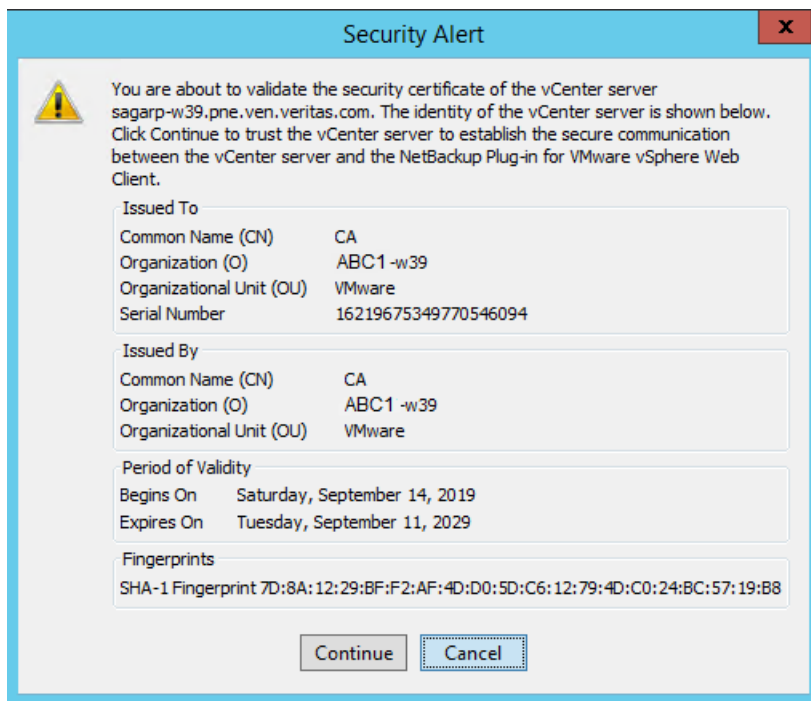 Security Alert
x
You are about to validate the security certificate of the vCenter server
sagarp-w39.pne.ven.veritas.com. The identity of the vCenter server is shown below.
Click Continue to trust the vCenter server to establish the secure communication
between the vCenter server and the NetBackup Plug-in for VMware vSphere Web
Client.
Issued To
Common Name (CN) CA
Organization (O) ABC1 -w39
Organizational Unit (OU) VMware
Serial Number 16219675349770546094
Issued By
Common Name (CN) CA
Organization (O) ABC1 -w39
Organizational Unit (OU) VMware
Period of Validity
Begins On Saturday, September 14, 2019
Expires On Tuesday, September 11, 2029
Fingerprints
SHA-1 Fingerprint 7D:8A:12:29:BF:F2:AF:4D:D0:5D:C6:12:79:4D:C0:24:BC:57:19:B8
Continue Cancel